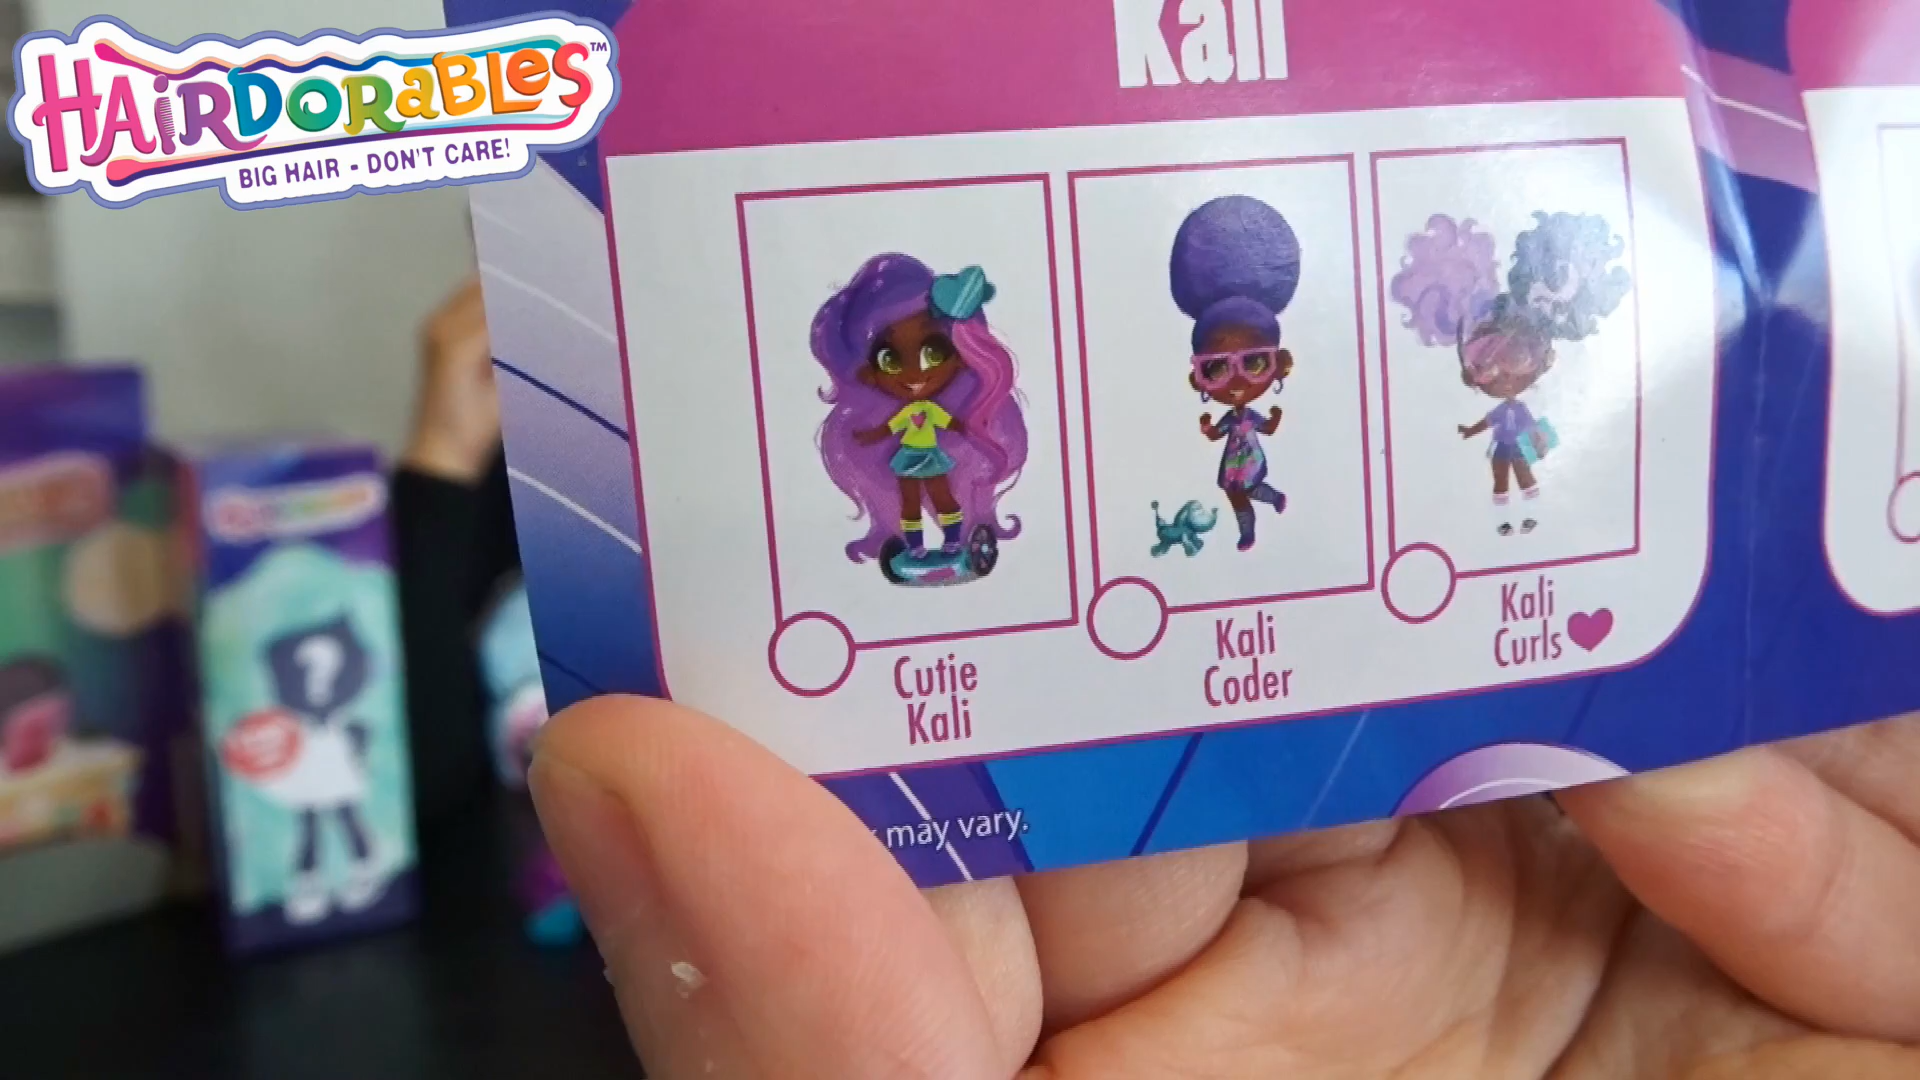 HAiRDORABLES™
BIG HAIR - DON'T CARE!
Kali
Cutie
Kali
Kali
Coder
Kali
Curls
may vary.
?